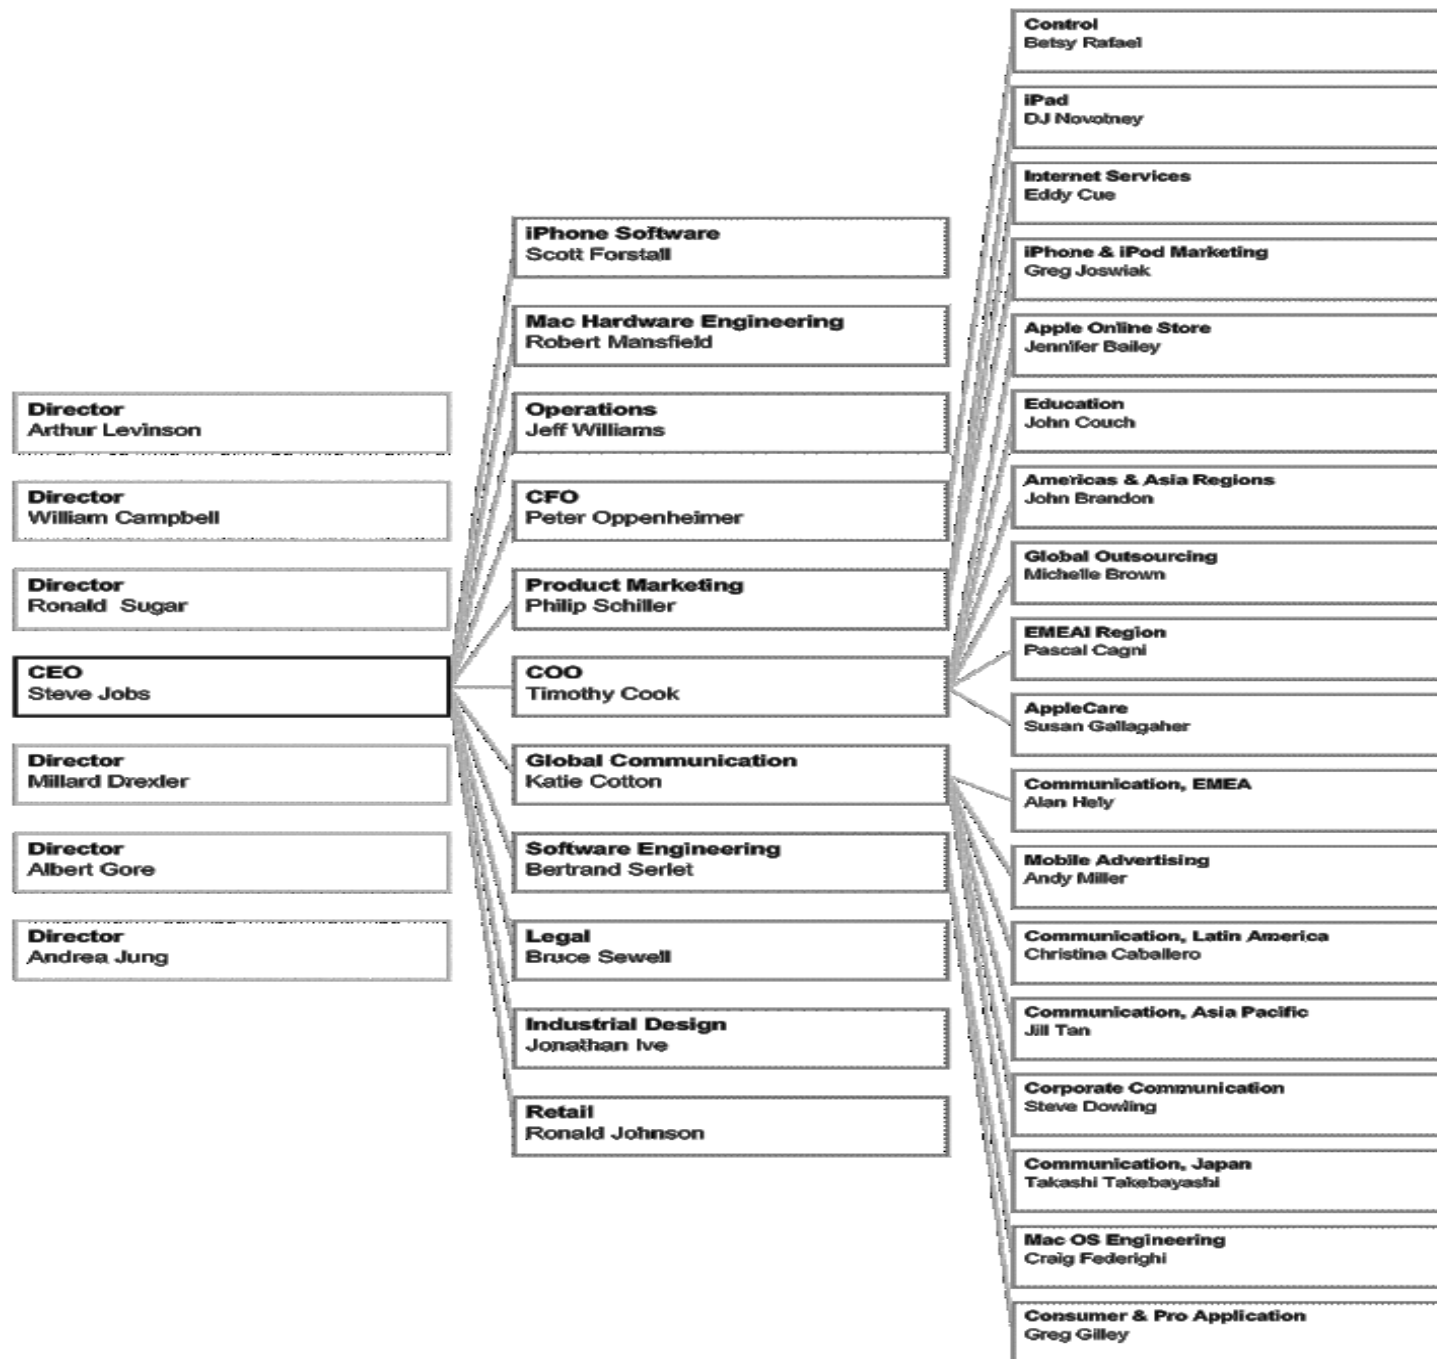 Director
Arthur Levinson
Director
William Campbell
Director
Ronald Sugar
CEO
Steve Jobs
Director
Millard Drexler
Director
Albert Gore
Director
Andrea Jung
iPhone Software
Scott Forstall
Mac Hardware Engineering
Robert Mansfield
Operations
Jeff Williams
CFO
Peter Oppenheimer
Product Marketing
Philip Schiller
COO
Timothy Cook
Global Communication
Katie Cotton
Software Engineering
Bertrand Serlet
Legal
Bruce Sewell
Industrial Design
Jonathan Ive
Retail
Ronald Johnson
Control
Betsy Rafael
iPad
DJ Novotney
Internet Services
Eddy Cue
iPhone & iPod Marketing
Greg Joswiak
Apple Online Store
Jennifer Bailey
Education
John Couch
Americas & Asia Regions
John Brandon
Global Outsourcing
Michelle Brown
EMEAI Region
Pascal Cagni
AppleCare
Susan Gallagaher
Communication, EMEA
Alan Hely
Mobile Advertising
Andy Miller
Communication, Latin America
Christina Caballero
Communication, Asia Pacific
Jill Tan
Corporate Communication
Steve Dowling
Communication, Japan
Takashi Takebayashi
Mac OS Engineering
Craig Federighi
Consumer & Pro Application
Greg Gilley